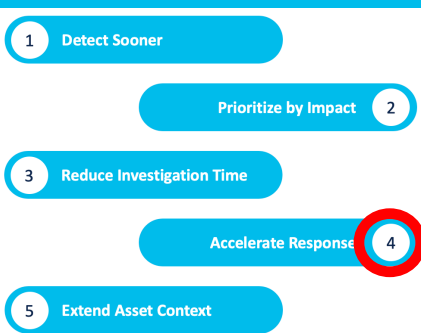 1 Detect Sooner
Prioritize by Impact 2
3 Reduce Investigation Time
Accelerate Response 4
5 Extend Asset Context